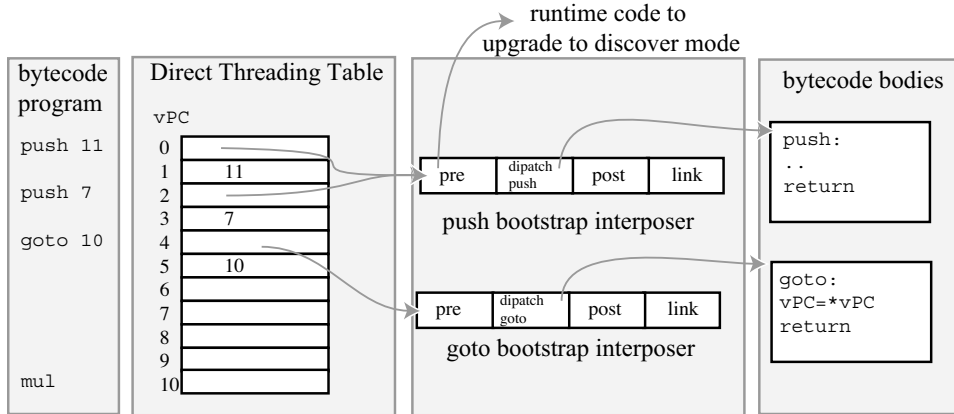 runtime code to
upgrade to discover mode
bytecode
program
push 11
push 7
goto 10
mul
Direct Threading Table
vPC
0
1 11
2
3 7
4
5 10
6
7
8
9
10
pre dipatch push post link
push bootstrap interposer
pre dipatch goto post link
goto bootstrap interposer
bytecode bodies
push:
..
return
goto:
vPC=*vPC
return